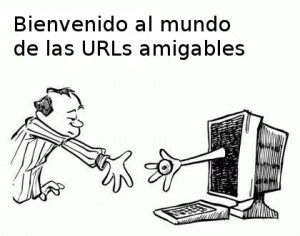 Bienvenido al mundo
de las URLs amigables